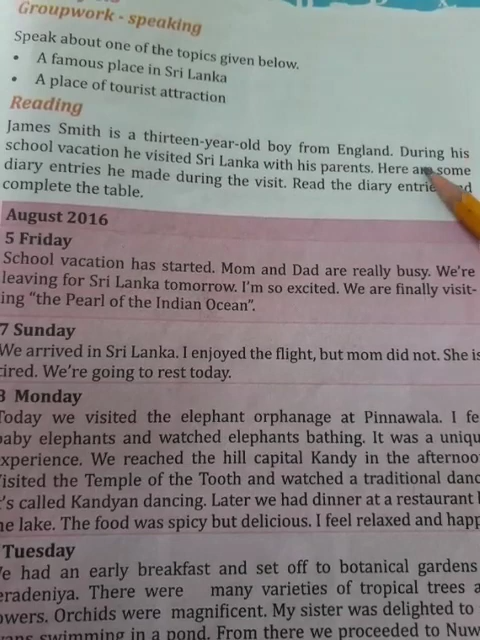 Groupwork - speaking
Speak about one of the topics given below.
• A famous place in Sri Lanka
• A place of tourist attraction
Reading
James Smith is a thirteen-year-old boy from England. During his
school vacation he visited Sri Lanka with his parents. Here are some
diary entries he made during the visit. Read the diary entrie
complete the table.
August 2016
5 Friday
School vacation has started. Mom and Dad are really busy. We're
leaving for Sri Lanka tomorrow. I'm so excited. We are finally visit-
ing "the Pearl of the Indian Ocean".
7 Sunday
We arrived in Sri Lanka. I enjoyed the flight, but mom did not. She is
tired. We're going to rest today.
8 Monday
Today we visited the elephant orphanage at Pinnawala. I fe
baby elephants and watched elephants bathing. It was a uniqu
experience. We reached the hill capital Kandy in the afternoo
visited the Temple of the Tooth and watched a traditional danc
t's called Kandyan dancing. Later we had dinner at a restaurant
he lake. The food was spicy but delicious. I feel relaxed and happ
Tuesday
We had an early breakfast and set off to botanical gardens
eradeniya. There were many varieties of tropical trees a
owers. Orchids were magnificent. My sister was delighted to
swimming in a pond. From there we proceeded to Nuw